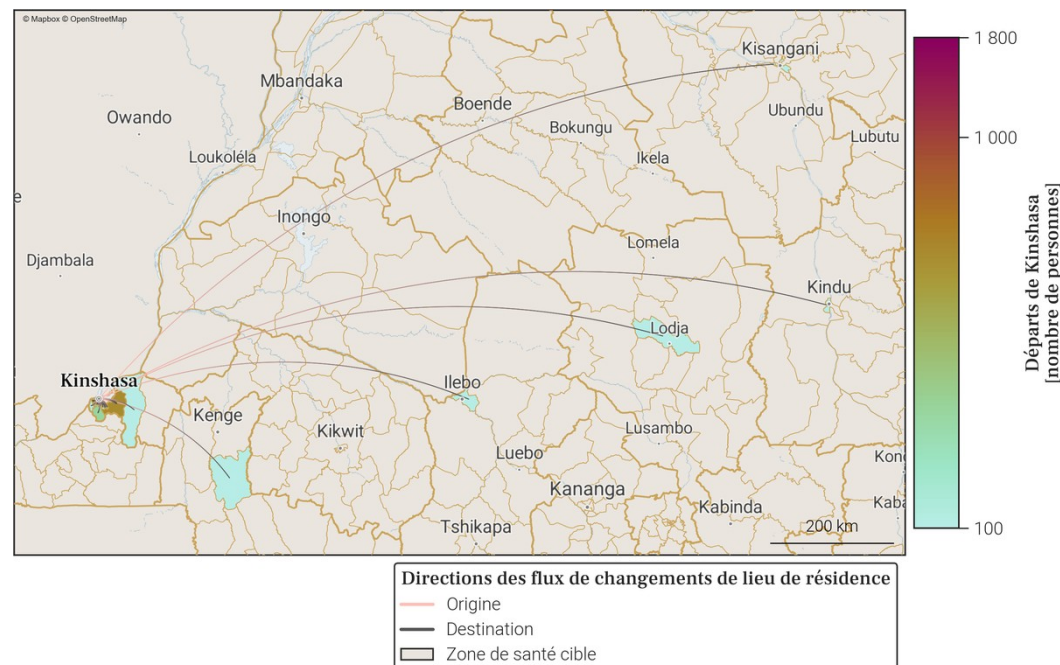 © Mapbox © OpenStreetMap
Kisangani
Mbandaka
Boende
Ubundu
Owando
Bokungu
Lubutu
Loukoléla
Ikela
e
Inongo
Lomela
Djambala
Kindu
Lodja
Kinshasa
Ilebo
Kenge
Kikwit
Lusambo
Luebo
Kon
Kananga
Kabinda
Kaba
Tshikapa
200 km
1 800
1 000
100
Départs de Kinshasa
[nombre de personnes]
Directions des flux de changements de lieu de résidence
Origine
Destination
Zone de santé cible